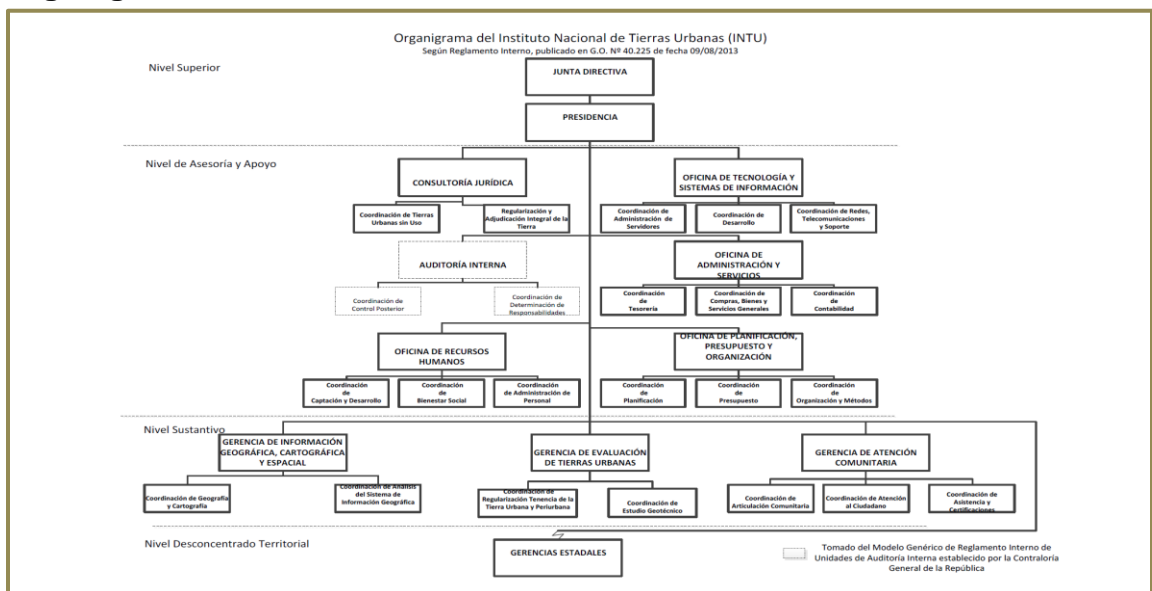 Organigrama del Instituto Nacional de Tierras Urbanas (INTU)
Según Reglamento Interno, publicado en G.O. Nº 40.225 de fecha 09/08/2013
Nivel Superior
JUNTA DIRECTIVA
PRESIDENCIA
Nivel de Asesoría y Apoyo
CONSULTORÍA JURÍDICA
OFICINA DE TECNOLOGÍA Y
SISTEMAS DE INFORMACIÓN
Coordinación de Tierras
Urbanas sin Uso
Regularización y
Adjudicación Integral de la
Tierra
Coordinación de
Administración de
Servidores
Coordinación de
Desarrollo
Coordinación de Redes,
Telecomunicaciones
y Soporte
AUDITORÍA INTERNA
OFICINA DE
ADMINISTRACIÓN Y
SERVICIOS
Coordinación de
Control Posterior
Coordinación de
Determinación de
Responsabilidades
Coordinación
de
Tesorería
Coordinación de
Compras, Bienes y
Servicios Generales
Coordinación
de
Contabilidad
OFICINA DE RECURSOS
HUMANOS
OFICINA DE PLANIFICACIÓN,
PRESUPUESTO Y
ORGANIZACIÓN
Coordinación
de
Captación y Desarrollo
Coordinación
de
Bienestar Social
Coordinación
de Administración de
Personal
Coordinación
de
Planificación
Coordinación
de
Presupuesto
Coordinación
de
Organización y Métodos
Nivel Sustantivo
GERENCIA DE INFORMACIÓN
GEOGRÁFICA, CARTOGRÁFICA
Y ESPACIAL
GERENCIA DE EVALUACIÓN
DE TIERRAS URBANAS
GERENCIA DE ATENCIÓN
COMUNITARIA
Coordinación de Geografía
y Cartografía
Coordinación de Análisis
del Sistema de
Información Geográfica
Coordinación de
Regularización Tenencia de la
Tierra Urbana y Periurbana
Coordinación de
Estudio Geotécnico
Coordinación de
Articulación Comunitaria
Coordinación de Atención
al Ciudadano
Coordinación de
Asistencia y
Certificaciones
Nivel Desconcentrado Territorial
GERENCIAS ESTADALES
Tomado del Modelo Genérico de Reglamento Interno de
Unidades de Auditoría Interna establecido por la Contraloría
General de la República